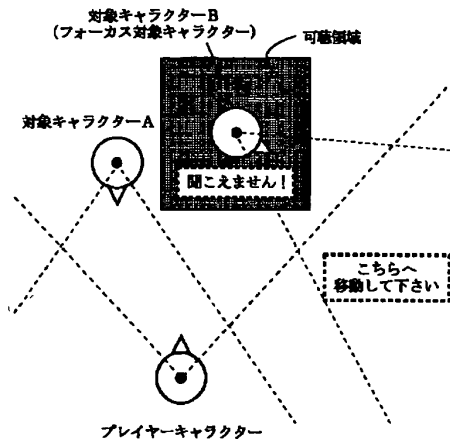 対象キャラクターB
（フォーカス対象キャラクター）
可聴領域
対象キャラクターA
聞こえません！
こちらへ
移動して下さい
プレイヤーキャラクター